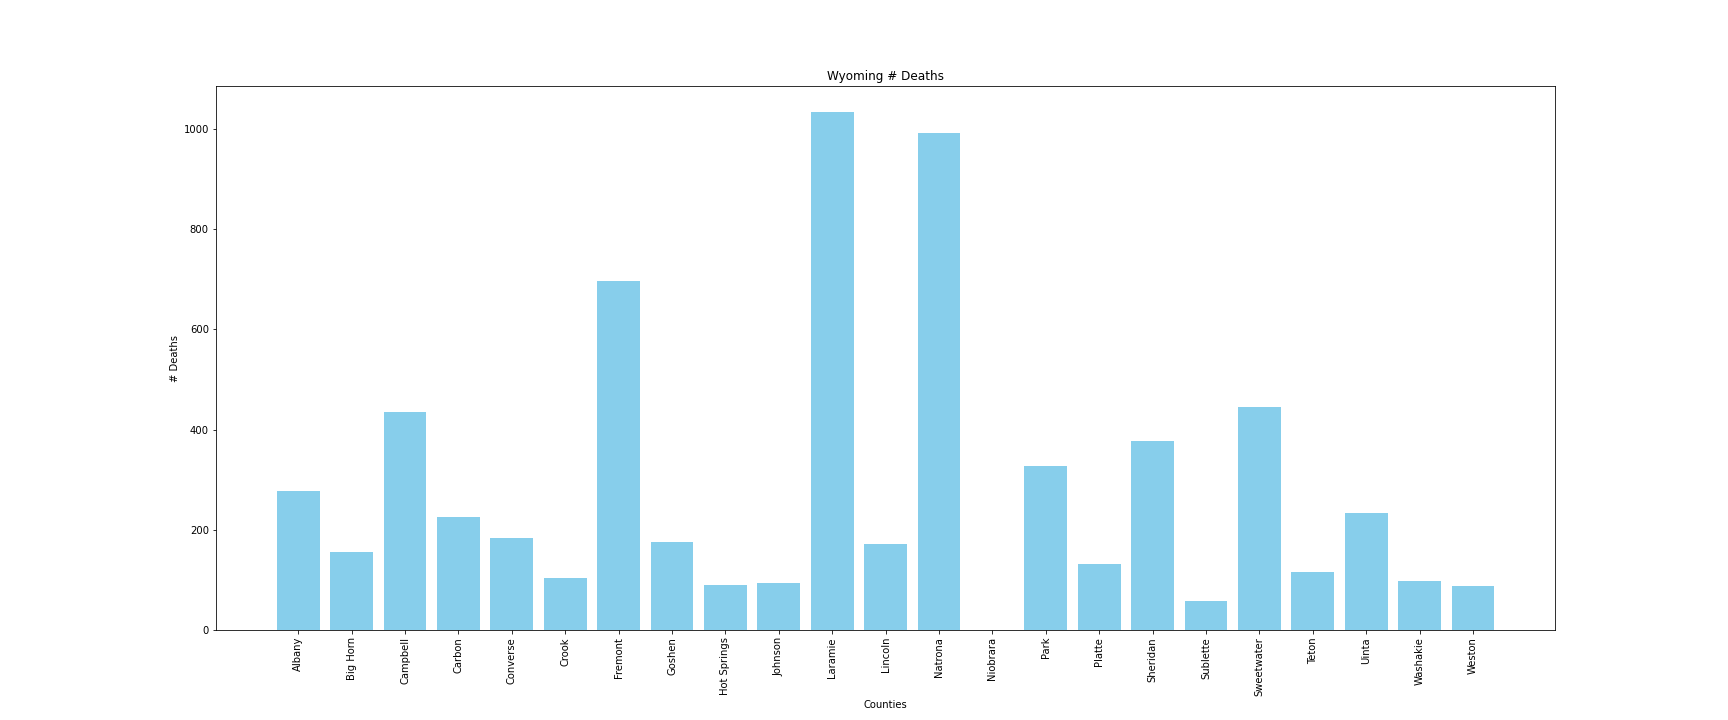 Wyoming # Deaths
# Deaths
1000
800
600
400
200
0
Albany
Big Horn
Campbell
Carbon
Converse
Crook
Fremont
Goshen
Hot Springs
Johnson
Laramie
Lincoln
Natrona
Niobrara
Park
Platte
Sheridan
Sublette
Sweetwater
Teton
Uinta
Washakie
Weston
Counties